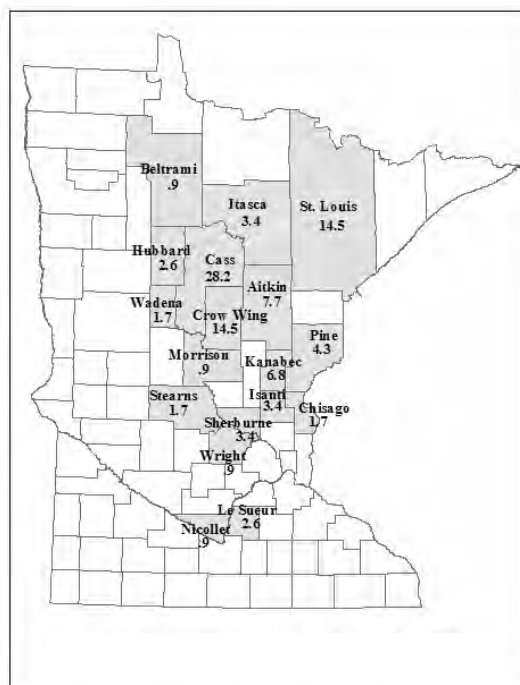 Beltrami
.9
Itasca
3.4
St. Louis
14.5
Hubbard
2.6
Cass
28.2
Aitkin
7.7
Wadena
1.7
Crow Wing
14.5
Pine
4.3
Morrison
.9
Kanabec
6.8
Isanti
3.4
Stearns
1.7
Chisago
1.7
Sherburne
3.4
Wright
.9
Le Sueur
2.6
Nicollet
.9